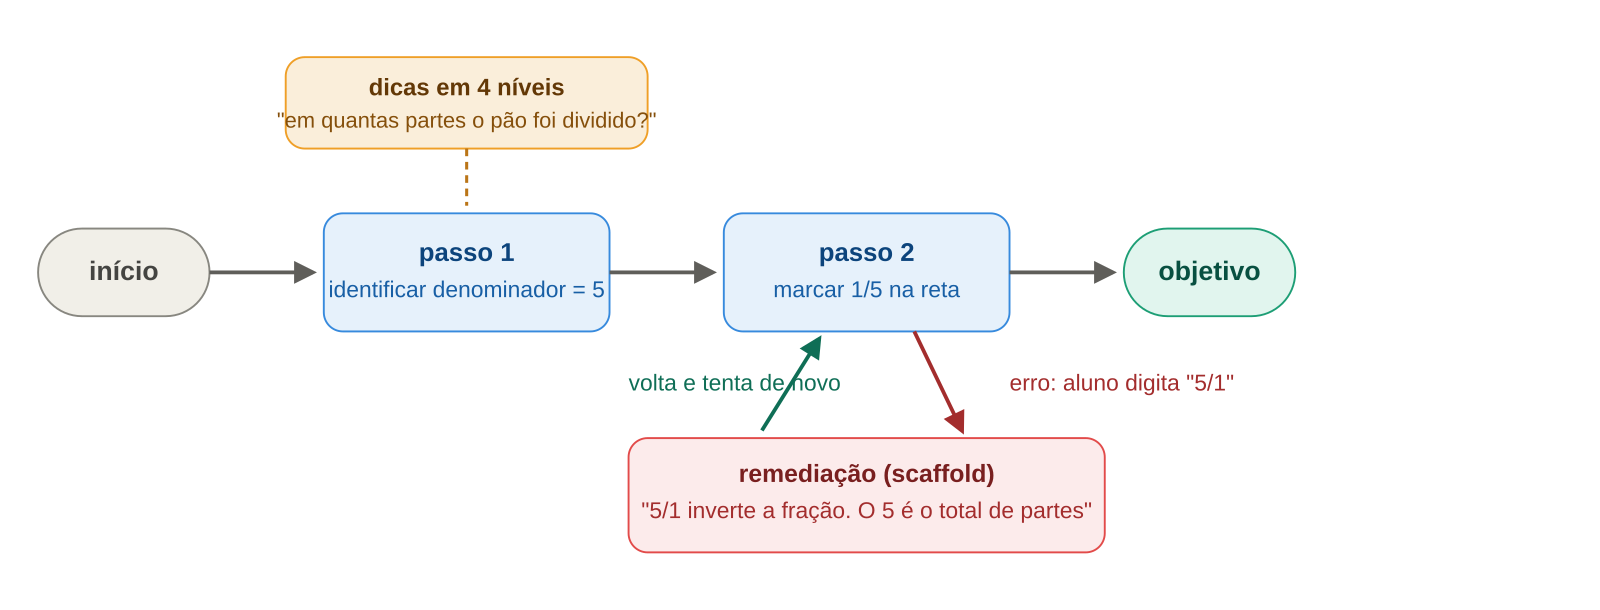 dicas em 4 níveis
"em quantas partes o pão foi dividido?"
início
passo 1
identificar denominador = 5
passo 2
marcar 1/5 na reta
objetivo
volta e tenta de novo
erro: aluno digita "5/1"
remediação (scaffold)
"5/1 inverte a fração. O 5 é o total de partes"